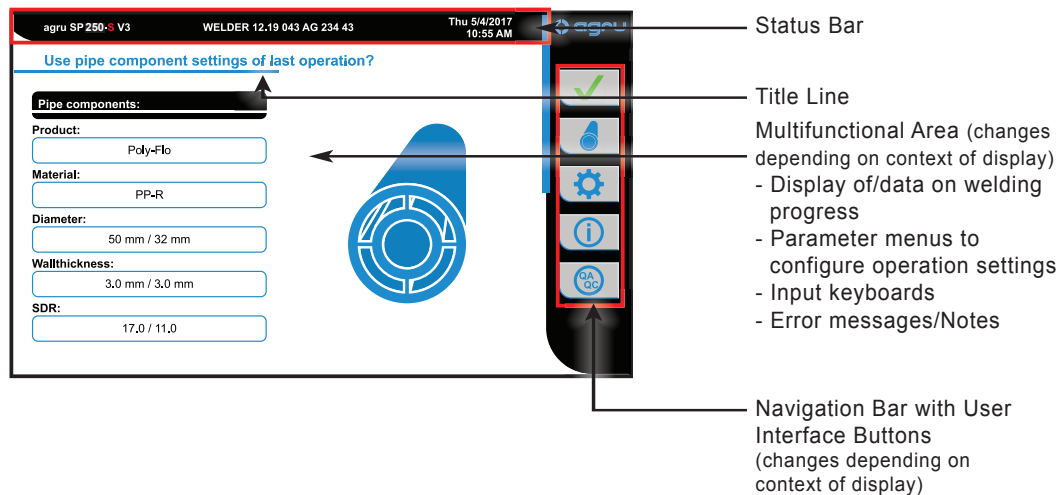 agru SP 250-S V3 WELDER 12.19 043 AG 234 43 Thu 5/4/2017
10:55 AM
agru
Use pipe component settings of last operation?
Pipe components:
Product:
Poly-Flo
Material:
PP-R
Diameter:
50 mm / 32 mm
Wallthickness:
3.0 mm / 3.0 mm
SDR:
17.0 / 11.0
i
QA
QC
Status Bar
Title Line
Multifunctional Area (changes
depending on context of display)
- Display of/data on welding
progress
- Parameter menus to
configure operation settings
- Input keyboards
- Error messages/Notes
Navigation Bar with User
Interface Buttons
(changes depending on
context of display)